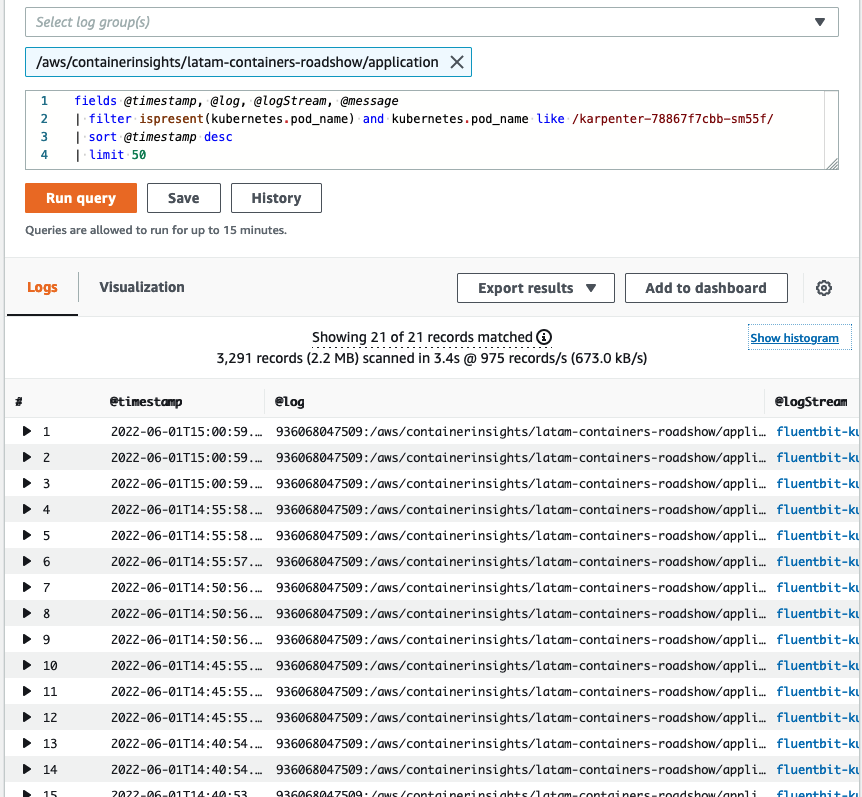 Select log group(s)
/aws/containerinsights/latam-containers-roadshow/application
1 fields @timestamp, @log, @logStream, @message
2 | filter ispresent(kubernetes.pod_name) and kubernetes.pod_name like /karpenter-78867f7cbb-sm55f/
3 | sort @timestamp desc
4 | limit 50
Run query Save History
Queries are allowed to run for up to 15 minutes.
Logs Visualization Export results Add to dashboard
Showing 21 of 21 records matched
Show histogram
3,291 records (2.2 MB) scanned in 3.4s @ 975 records/s (673.0 kB/s)
# @timestamp @log @logStream
1 2022-06-01T15:00:59.… 936068047509:/aws/containerinsights/latam-containers-roadshow/appli… fluentbit-ku
2 2022-06-01T15:00:59.… 936068047509:/aws/containerinsights/latam-containers-roadshow/appli… fluentbit-ku
3 2022-06-01T15:00:59.… 936068047509:/aws/containerinsights/latam-containers-roadshow/appli… fluentbit-ku
4 2022-06-01T14:55:58.… 936068047509:/aws/containerinsights/latam-containers-roadshow/appli… fluentbit-ku
5 2022-06-01T14:55:58.… 936068047509:/aws/containerinsights/latam-containers-roadshow/appli… fluentbit-ku
6 2022-06-01T14:55:57.… 936068047509:/aws/containerinsights/latam-containers-roadshow/appli… fluentbit-ku
7 2022-06-01T14:50:56.… 936068047509:/aws/containerinsights/latam-containers-roadshow/appli… fluentbit-ku
8 2022-06-01T14:50:56.… 936068047509:/aws/containerinsights/latam-containers-roadshow/appli… fluentbit-ku
9 2022-06-01T14:50:56.… 936068047509:/aws/containerinsights/latam-containers-roadshow/appli… fluentbit-ku
10 2022-06-01T14:45:55.… 936068047509:/aws/containerinsights/latam-containers-roadshow/appli… fluentbit-ku
11 2022-06-01T14:45:55.… 936068047509:/aws/containerinsights/latam-containers-roadshow/appli… fluentbit-ku
12 2022-06-01T14:45:55.… 936068047509:/aws/containerinsights/latam-containers-roadshow/appli… fluentbit-ku
13 2022-06-01T14:40:54.… 936068047509:/aws/containerinsights/latam-containers-roadshow/appli… fluentbit-ku
14 2022-06-01T14:40:54.… 936068047509:/aws/containerinsights/latam-containers-roadshow/appli… fluentbit-ku
15 2022-06-01T14:40:53.… 936068047509:/aws/containerinsights/latam-containers-roadshow/appli… fluentbit-ku